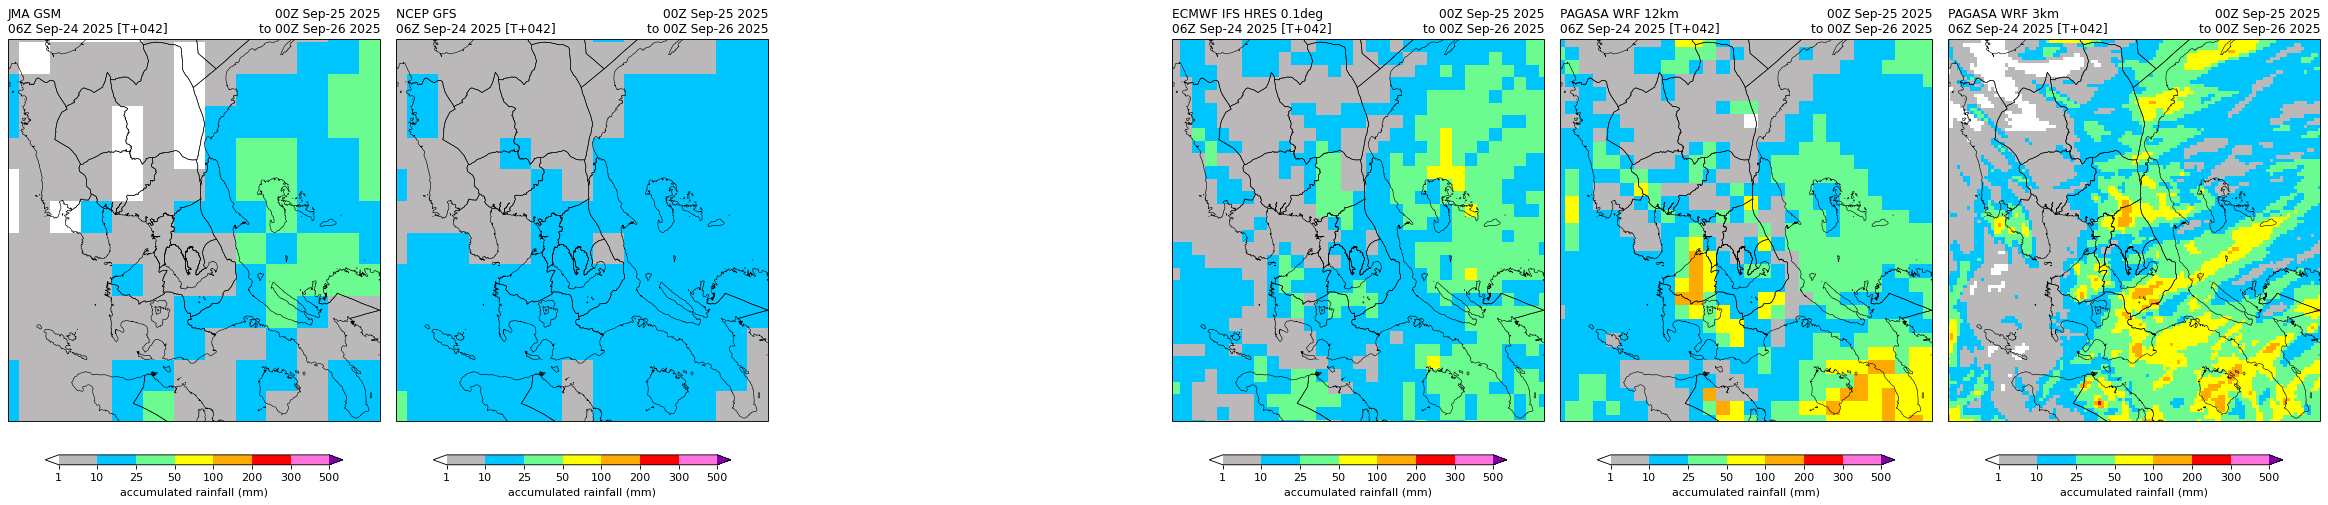 JMA GSM 00Z Sep-25 2025
06Z Sep-24 2025 [T+042] to 00Z Sep-26 2025
NCEP GFS 00Z Sep-25 2025
06Z Sep-24 2025 [T+042] to 00Z Sep-26 2025
ECMWF IFS HRES 0.1deg 00Z Sep-25 2025
06Z Sep-24 2025 [T+042] to 00Z Sep-26 2025
PAGASA WRF 12km 00Z Sep-25 2025
06Z Sep-24 2025 [T+042] to 00Z Sep-26 2025
PAGASA WRF 3km 00Z Sep-25 2025
06Z Sep-24 2025 [T+042] to 00Z Sep-26 2025
1 10 25 50 100 200 300 500
accumulated rainfall (mm)
1 10 25 50 100 200 300 500
accumulated rainfall (mm)
1 10 25 50 100 200 300 500
accumulated rainfall (mm)
1 10 25 50 100 200 300 500
accumulated rainfall (mm)
1 10 25 50 100 200 300 500
accumulated rainfall (mm)